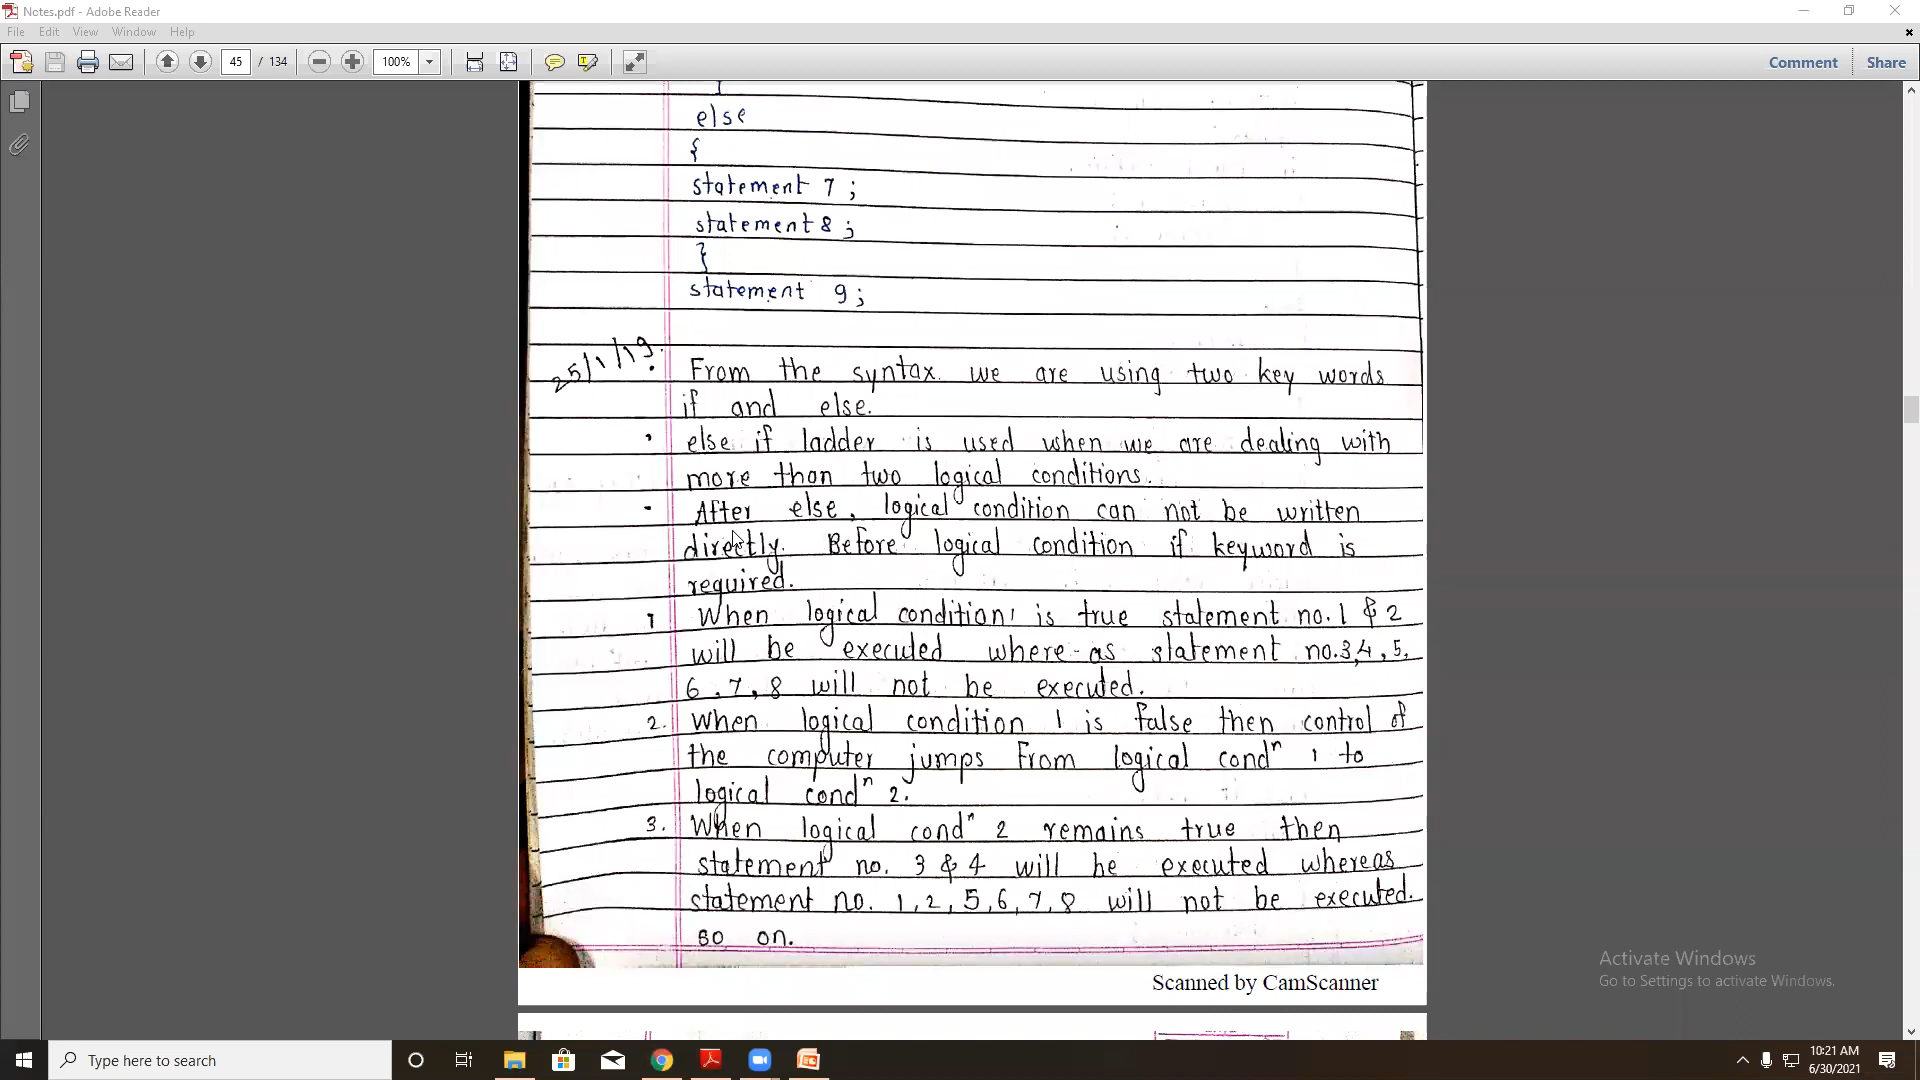 Notes.pdf - Adobe Reader
File Edit View Window Help
45 / 134 100% Comment Share
else
{
statement 7 ;
statement 8 ;
}
statement 9 ;
25/1/19.
From the syntax we are using two key words
if and else.
else if ladder is used when we are dealing with
more than two logical conditions.
- After else, logical condition can not be written
directly. Before logical condition if keyword is
required.
1 When logical condition 1 is true statement no. 1 & 2
will be executed where-as statement no. 3,4, 5,
6, 7, 8 will not be executed.
2. When logical condition 1 is false then control of
the computer jumps from logical condⁿ 1 to
logical condⁿ 2.
3. When logical condⁿ 2 remains true then
statement no. 3 & 4 will be executed whereas
statement no. 1, 2, 5, 6, 7, 8 will not be executed.
so on.
Scanned by CamScanner
Activate Windows
Go to Settings to activate Windows.
Type here to search
10:21 AM
6/30/2021